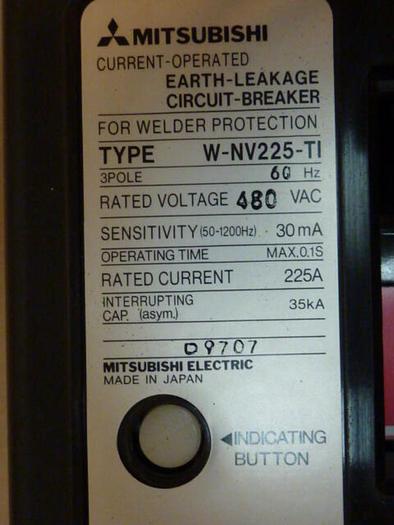 MITSUBISHI
CURRENT-OPERATED
EARTH-LEAKAGE
CIRCUIT-BREAKER
FOR WELDER PROTECTION
TYPE W-NV225-TI
3POLE 60 Hz
RATED VOLTAGE 480 VAC
SENSITIVITY (50-1200Hz) 30mA
OPERATING TIME MAX.0.1S
RATED CURRENT 225A
INTERRUPTING
CAP. (asym.) 35kA
D9707
MITSUBISHI ELECTRIC
MADE IN JAPAN
◀INDICATING
BUTTON